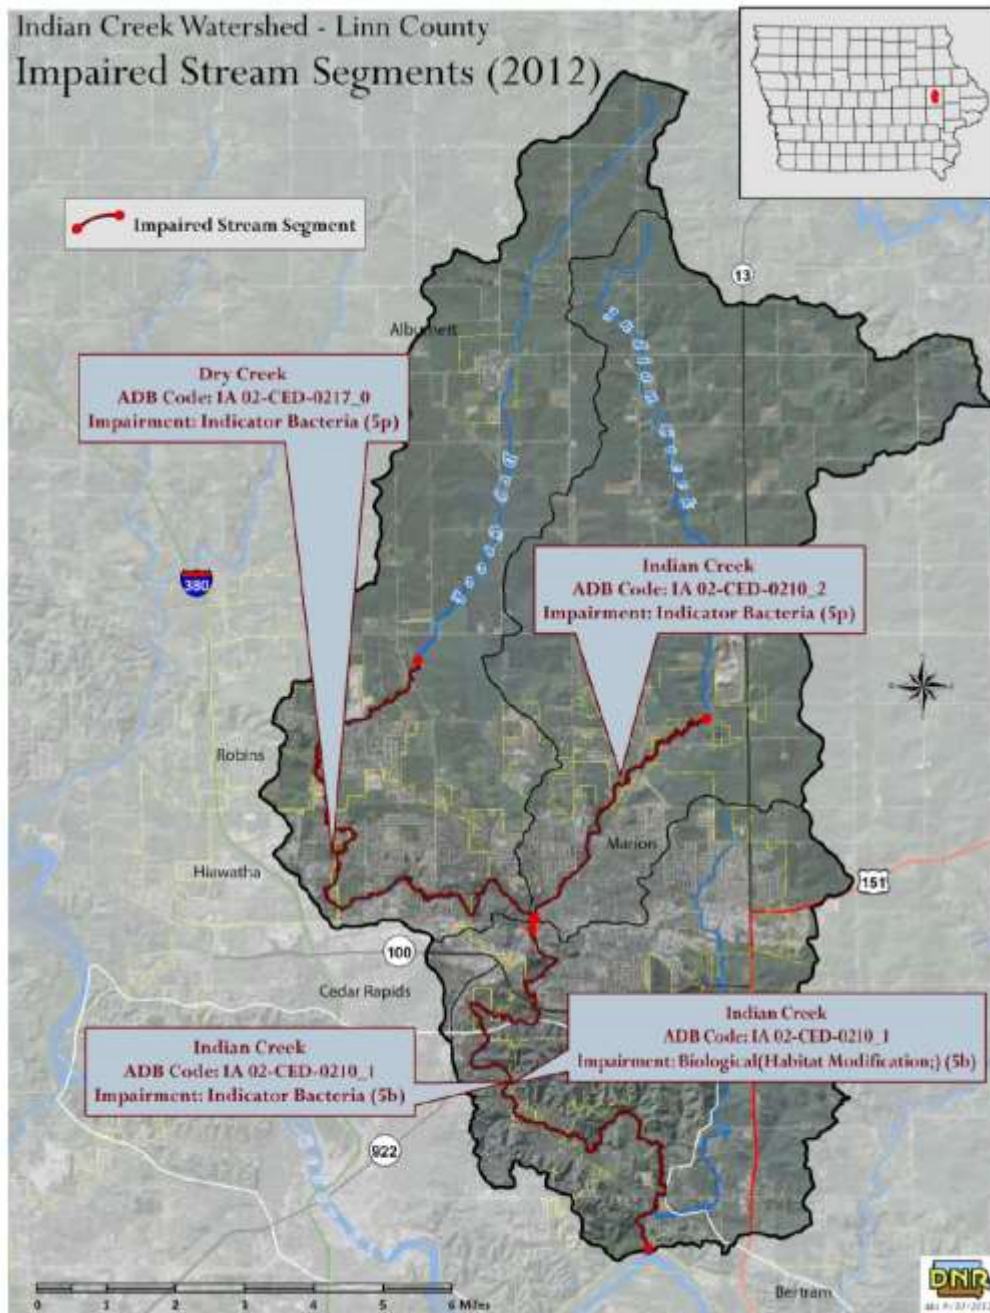 Indian Creek Watershed - Linn County
Impaired Stream Segments (2012)
Impaired Stream Segment
13
Alburnett
Dry Creek
ADB Code: IA 02-CED-0217_0
Impairment: Indicator Bacteria (5p)
Indian Creek
Creek
380
Indian Creek
ADB Code: IA 02-CED-0210_2
Impairment: Indicator Bacteria (5p)
Robins
Marion
Hiawatha
151
100
Cedar Rapids
Indian Creek
ADB Code: IA 02-CED-0210_1
Impairment: Biological(Habitat Modification;) (5b)
Indian Creek
ADB Code: IA 02-CED-0210_1
Impairment: Indicator Bacteria (5b)
922
0 1 2 3 4 5 6 Miles
Bertram
DNR